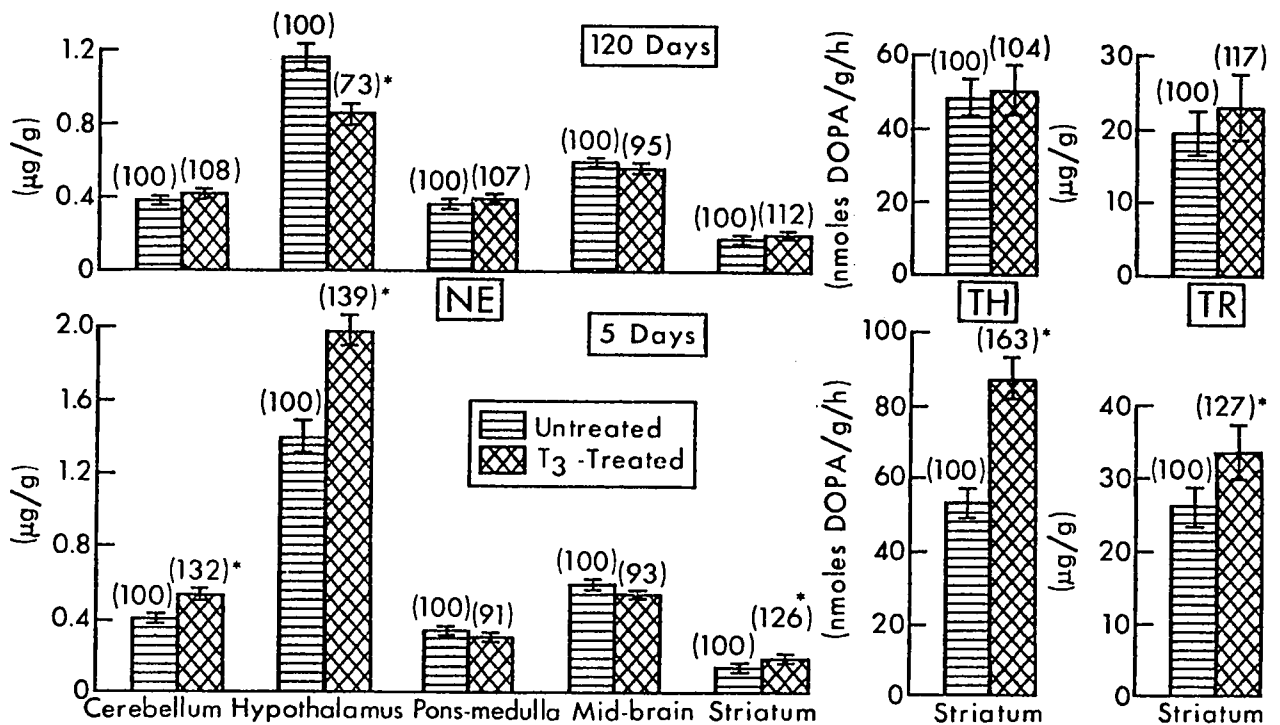 120 Days
(µg/g)
1.2
0.8
0.4
0
(100) (108)
(100) (73)*
(100) (107)
(100) (95)
(100) (112)
NE
(nmoles DOPA/g/h)
60
40
20
0
(100) (104)
TH
(µg/g)
30
20
10
0
(100) (117)
TR
5 Days
(µg/g)
2.0
1.6
1.2
0.8
0.4
0
(100) (132)*
(100) (139)*
(100) (91)
(100) (93)
(100) (126)*
Untreated
T3-Treated
Cerebellum Hypothalamus Pons-medulla Mid-brain Striatum
(nmoles DOPA/g/h)
100
80
60
40
20
0
(100) (163)*
Striatum
(µg/g)
40
30
20
10
0
(100) (127)*
Striatum